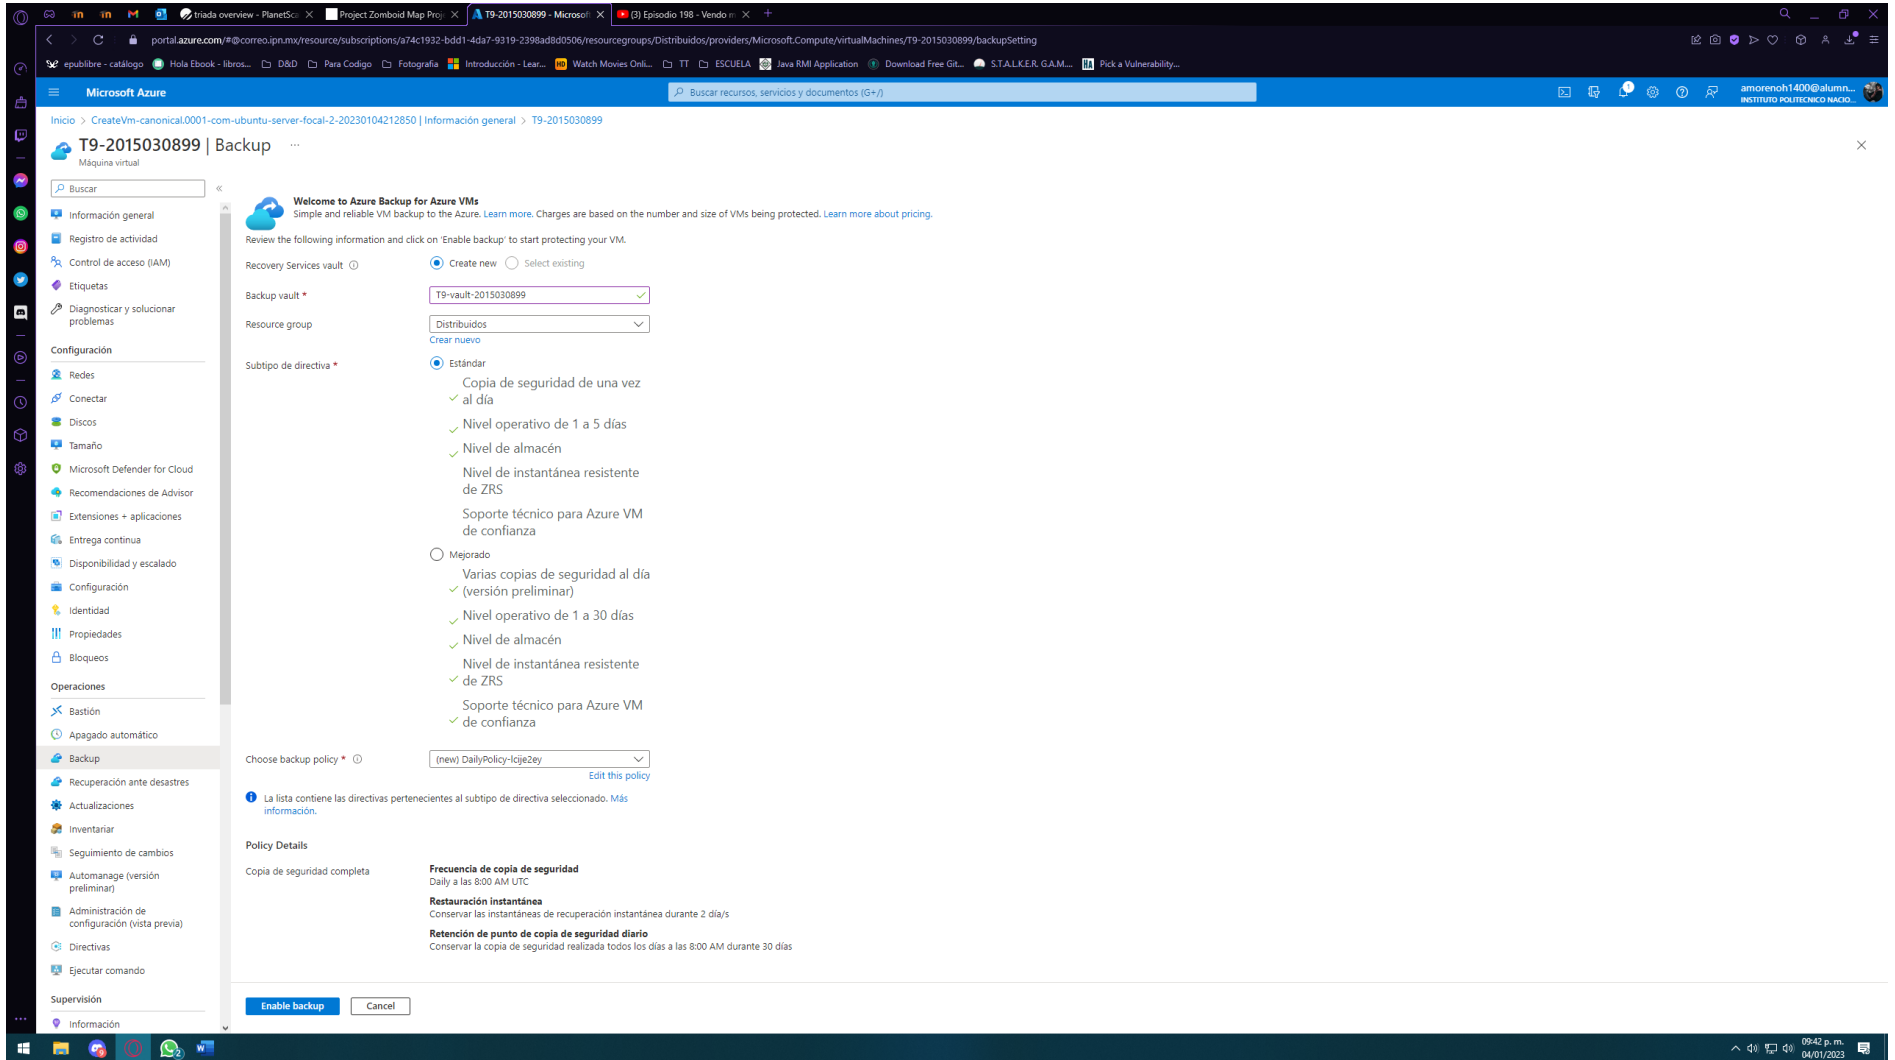 triada overview - PlanetSca
Project Zomboid Map Proj
T9-2015030899 - Microsof
(3) Episodio 198 - Vendo m
portal.azure.com/#@correo.ipn.mx/resource/subscriptions/a74c1932-bdd1-4da7-9319-2398ad8d0506/resourcegroups/Distribuidos/providers/Microsoft.Compute/virtualMachines/T9-2015030899/backupSetting
epublibre - catálogo
Hola Ebook - libros...
D&D
Para Codigo
Fotografia
Introducción - Lear...
Watch Movies Onli...
TT
ESCUELA
Java RMI Application
Download Free Git...
S.T.A.L.K.E.R. G.A.M....
Pick a Vulnerability...
Microsoft Azure
Buscar recursos, servicios y documentos (G+/)
1
amorenoh1400@alumn...
INSTITUTO POLITECNICO NACIO...
Inicio > CreateVm-canonical.0001-com-ubuntu-server-focal-2-20230104212850 | Información general > T9-2015030899
T9-2015030899 | Backup ...
Máquina virtual
Buscar
Información general
Registro de actividad
Control de acceso (IAM)
Etiquetas
Diagnosticar y solucionar
problemas
Configuración
Redes
Conectar
Discos
Tamaño
Microsoft Defender for Cloud
Recomendaciones de Advisor
Extensiones + aplicaciones
Entrega continua
Disponibilidad y escalado
Configuración
Identidad
Propiedades
Bloqueos
Operaciones
Bastión
Apagado automático
Backup
Recuperación ante desastres
Actualizaciones
Inventariar
Seguimiento de cambios
Automanage (versión
preliminar)
Administración de
configuración (vista previa)
Directivas
Ejecutar comando
Supervisión
Información
Welcome to Azure Backup for Azure VMs
Simple and reliable VM backup to the Azure. Learn more. Charges are based on the number and size of VMs being protected. Learn more about pricing.
Review the following information and click on 'Enable backup' to start protecting your VM.
Recovery Services vault
Create new
Select existing
Backup vault *
T9-vault-2015030899
Resource group
Distribuidos
Crear nuevo
Subtipo de directiva *
Estándar
Copia de seguridad de una vez
al día
Nivel operativo de 1 a 5 días
Nivel de almacén
Nivel de instantánea resistente
de ZRS
Soporte técnico para Azure VM
de confianza
Mejorado
Varias copias de seguridad al día
(versión preliminar)
Nivel operativo de 1 a 30 días
Nivel de almacén
Nivel de instantánea resistente
de ZRS
Soporte técnico para Azure VM
de confianza
Choose backup policy *
(new) DailyPolicy-lcije2ey
Edit this policy
La lista contiene las directivas pertenecientes al subtipo de directiva seleccionado. Más
información.
Policy Details
Copia de seguridad completa
Frecuencia de copia de seguridad
Daily a las 8:00 AM UTC
Restauración instantánea
Conservar las instantáneas de recuperación instantánea durante 2 día/s
Retención de punto de copia de seguridad diario
Conservar la copia de seguridad realizada todos los días a las 8:00 AM durante 30 días
Enable backup
Cancel
09:42 p. m.
04/01/2023